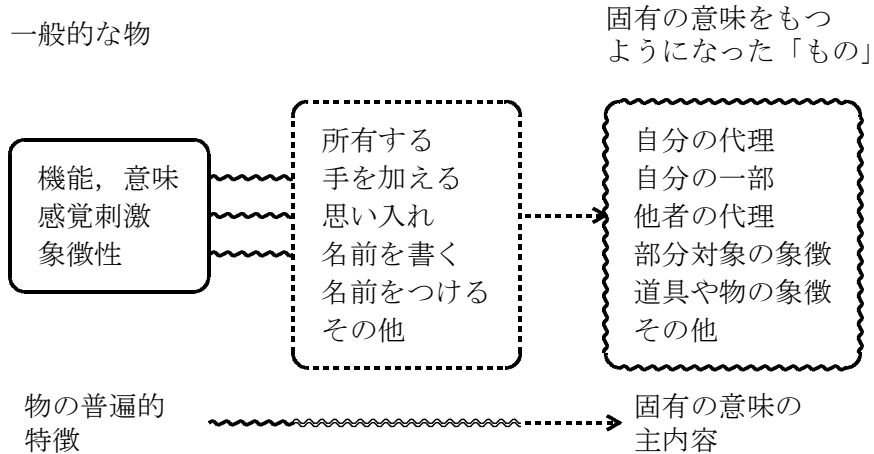 一般的な物
固有の意味をもつ
ようになった「もの」
機能，意味
感覚刺激
象徴性
所有する
手を加える
思い入れ
名前を書く
名前をつける
その他
自分の代理
自分の一部
他者の代理
部分対象の象徴
道具や物の象徴
その他
物の普遍的
特徴
固有の意味の
主内容